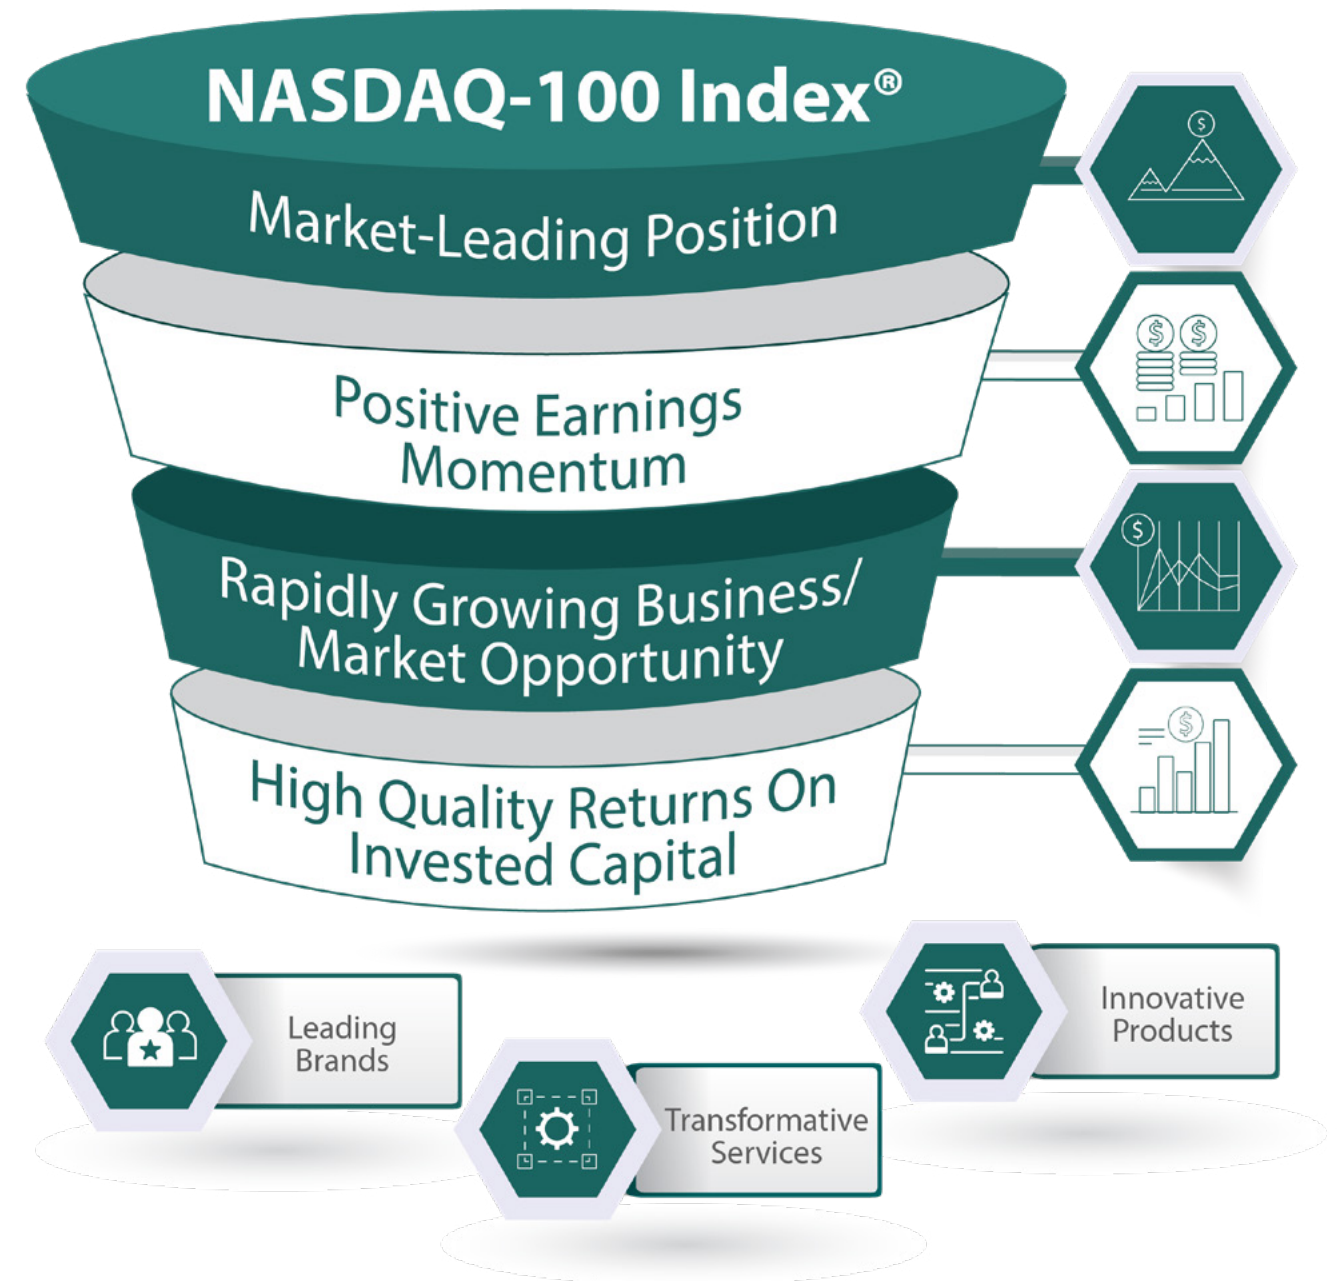 NASDAQ-100 Index®
Market-Leading Position
Positive Earnings
Momentum
Rapidly Growing Business/
Market Opportunity
High Quality Returns On
Invested Capital
Leading
Brands
Transformative
Services
Innovative
Products